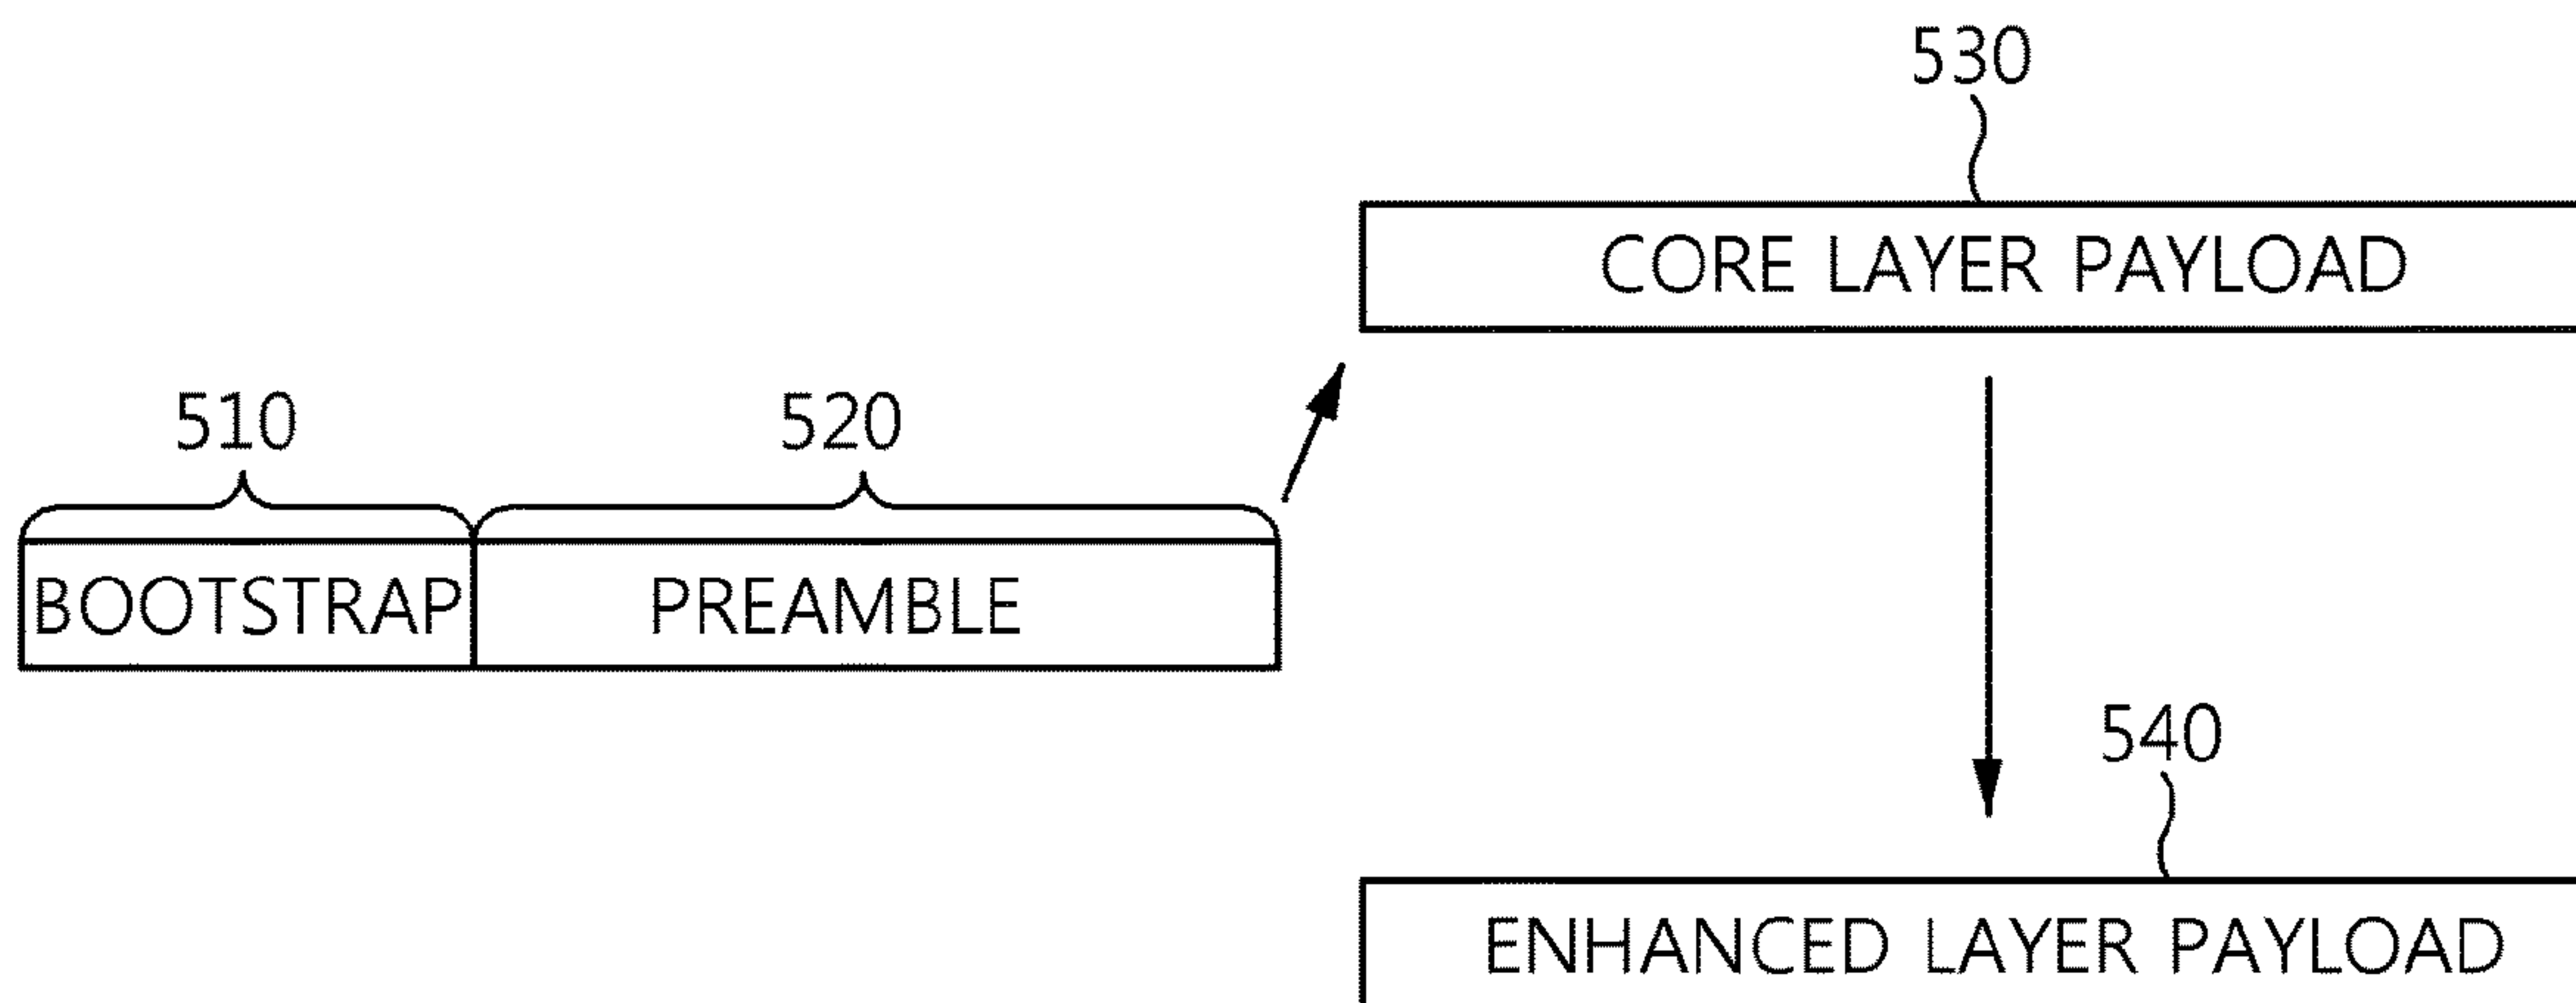 530
CORE LAYER PAYLOAD
510
520
BOOTSTRAP
PREAMBLE
540
ENHANCED LAYER PAYLOAD